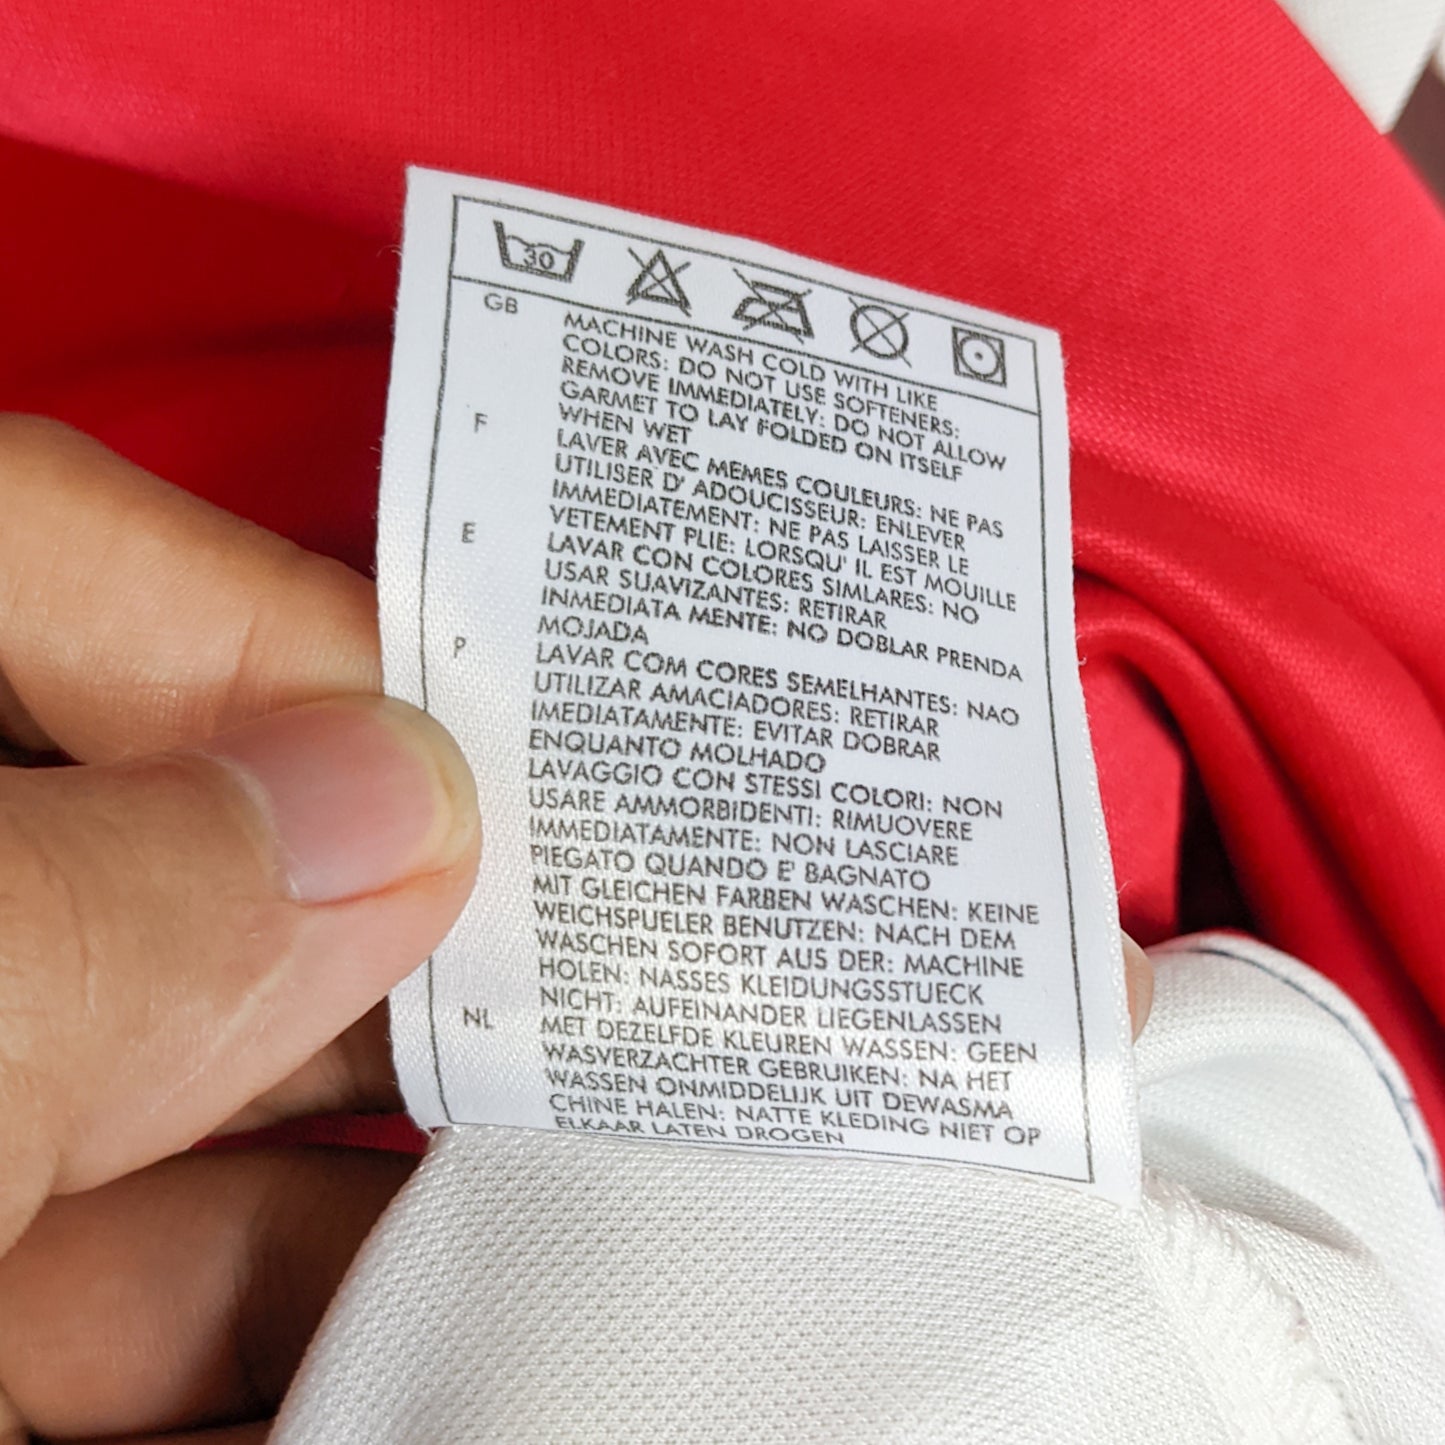 30
GB
MACHINE WASH COLD WITH LIKE
COLORS: DO NOT USE SOFTENERS:
REMOVE IMMEDIATELY: DO NOT ALLOW
GARMET TO LAY FOLDED ON ITSELF
WHEN WET
F
LAVER AVEC MEMES COULEURS: NE PAS
UTILISER D' ADOUCISSEUR: ENLEVER
IMMEDIATEMENT: NE PAS LAISSER LE
VETEMENT PLIE: LORSQU' IL EST MOUILLE
E
LAVAR CON COLORES SIMLARES: NO
USAR SUAVIZANTES: RETIRAR
INMEDIATA MENTE: NO DOBLAR PRENDA
MOJADA
P
LAVAR COM CORES SEMELHANTES: NAO
UTILIZAR AMACIADORES: RETIRAR
IMEDIATAMENTE: EVITAR DOBRAR
ENQUANTO MOLHADO
LAVAGGIO CON STESSI COLORI: NON
USARE AMMORBIDENTI: RIMUOVERE
IMMEDIATAMENTE: NON LASCIARE
PIEGATO QUANDO E' BAGNATO
MIT GLEICHEN FARBEN WASCHEN: KEINE
WEICHSPUELER BENUTZEN: NACH DEM
WASCHEN SOFORT AUS DER: MACHINE
HOLEN: NASSES KLEIDUNGSSTUECK
NICHT: AUFEINANDER LIEGENLASSEN
NL
MET DEZELFDE KLEUREN WASSEN: GEEN
WASVERZACHTER GEBRUIKEN: NA HET
WASSEN ONMIDDELIJK UIT DEWASMA
CHINE HALEN: NATTE KLEDING NIET OP
ELKAAR LATEN DROGEN